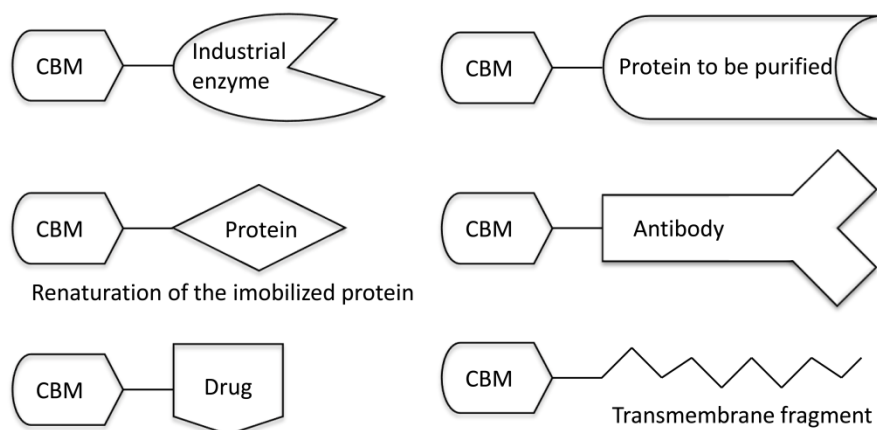 CBM
Industrial
enzyme
CBM
Protein to be purified
CBM
Protein
Renaturation of the imobilized protein
CBM
Antibody
CBM
Drug
CBM
Transmembrane fragment